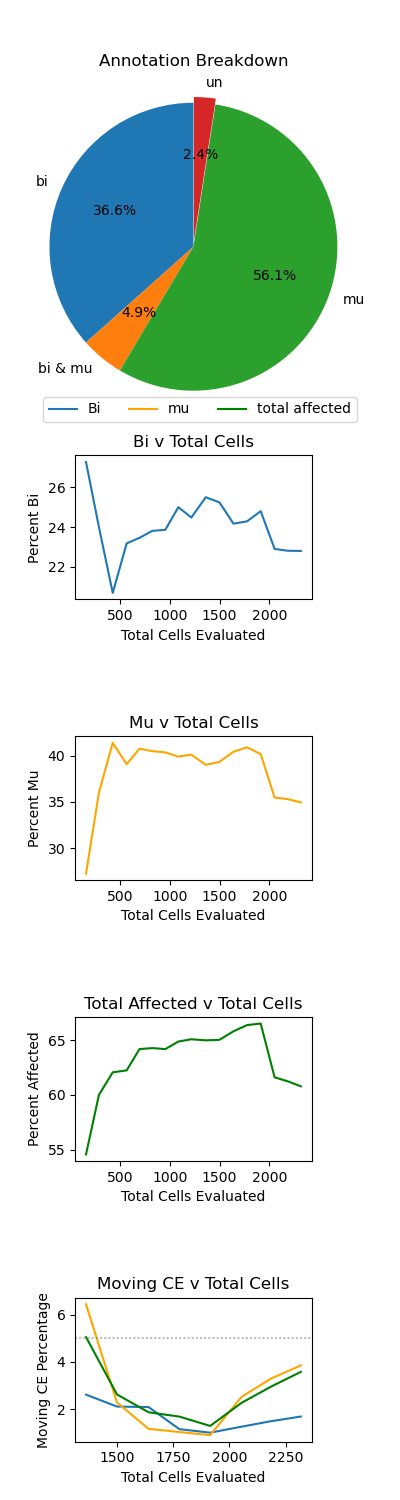 Annotation Breakdown
un
2.4%
bi
36.6%
56.1%
mu
4.9%
bi & mu
Bi mu total affected
Bi v Total Cells
Percent Bi
26
24
22
500 1000 1500 2000
Total Cells Evaluated
Mu v Total Cells
Percent Mu
40
35
30
500 1000 1500 2000
Total Cells Evaluated
Total Affected v Total Cells
Percent Affected
65
60
55
500 1000 1500 2000
Total Cells Evaluated
Moving CE v Total Cells
Moving CE Percentage
6
4
2
1500 1750 2000 2250
Total Cells Evaluated